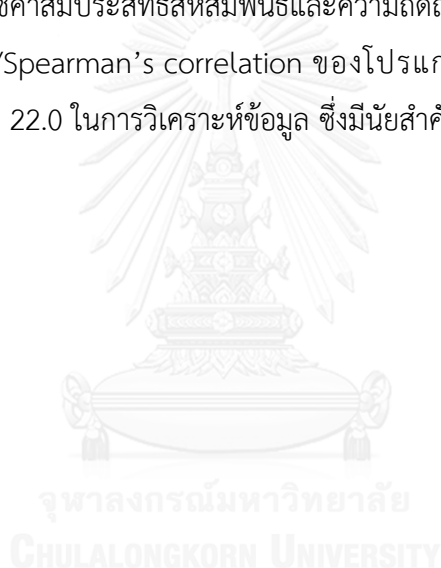 ค่าสัมประสิทธิ์สหสัมพันธ์และความถดถ
/Spearman’s correlation ของโปรแก
22.0 ในการวิเคราะห์ข้อมูล ซึ่งมีนัยสำคั
จุฬาลงกรณ์มหาวิทยาลัย
CHULALONGKORN UNIVERSITY